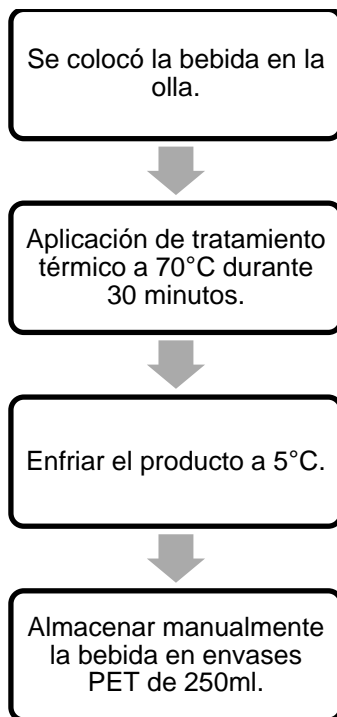 Se colocó la bebida en la
olla.
Aplicación de tratamiento
térmico a 70°C durante
30 minutos.
Enfriar el producto a 5°C.
Almacenar manualmente
la bebida en envases
PET de 250ml.